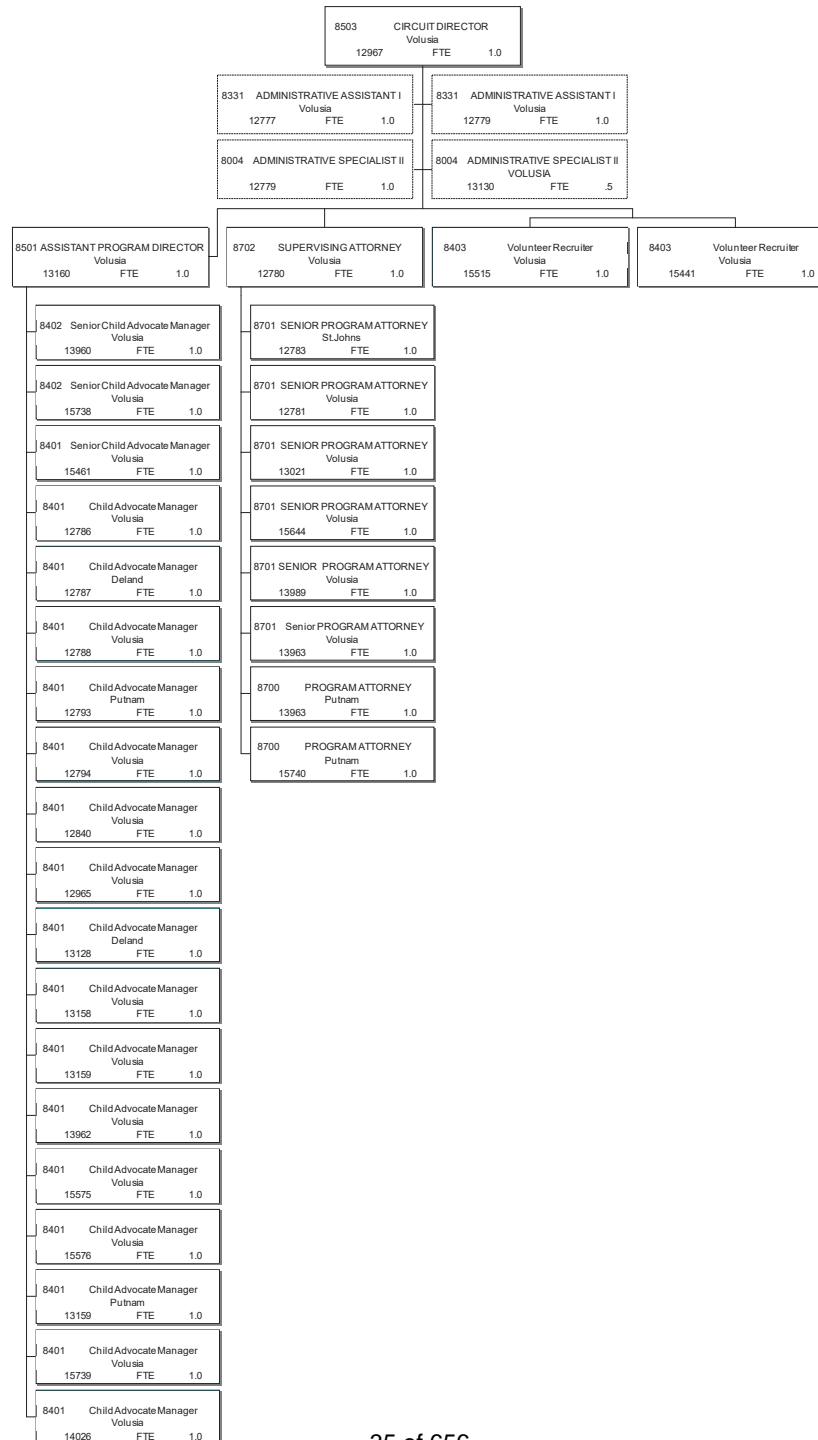 8503 CIRCUIT DIRECTOR
Volusia
12967 FTE 1.0
8331 ADMINISTRATIVE ASSISTANT I
Volusia
12777 FTE 1.0
8331 ADMINISTRATIVE ASSISTANT I
Volusia
12779 FTE 1.0
8004 ADMINISTRATIVE SPECIALIST II
12779 FTE 1.0
8004 ADMINISTRATIVE SPECIALIST II
VOLUSIA
13130 FTE .5
8501 ASSISTANT PROGRAM DIRECTOR
Volusia
13160 FTE 1.0
8702 SUPERVISING ATTORNEY
Volusia
12780 FTE 1.0
8403 Volunteer Recruiter
Volusia
15515 FTE 1.0
8403 Volunteer Recruiter
Volusia
15441 FTE 1.0
8402 Senior Child Advocate Manager
Volusia
13960 FTE 1.0
8402 Senior Child Advocate Manager
Volusia
15738 FTE 1.0
8401 Senior Child Advocate Manager
Volusia
15461 FTE 1.0
8401 Child Advocate Manager
Volusia
12786 FTE 1.0
8401 Child Advocate Manager
Deland
12787 FTE 1.0
8401 Child Advocate Manager
Volusia
12788 FTE 1.0
8401 Child Advocate Manager
Putnam
12793 FTE 1.0
8401 Child Advocate Manager
Volusia
12794 FTE 1.0
8401 Child Advocate Manager
Volusia
12840 FTE 1.0
8401 Child Advocate Manager
Volusia
12965 FTE 1.0
8401 Child Advocate Manager
Deland
13128 FTE 1.0
8401 Child Advocate Manager
Volusia
13158 FTE 1.0
8401 Child Advocate Manager
Volusia
13159 FTE 1.0
8401 Child Advocate Manager
Volusia
13962 FTE 1.0
8401 Child Advocate Manager
Volusia
15575 FTE 1.0
8401 Child Advocate Manager
Volusia
15576 FTE 1.0
8401 Child Advocate Manager
Putnam
13159 FTE 1.0
8401 Child Advocate Manager
Volusia
15739 FTE 1.0
8401 Child Advocate Manager
Volusia
14026 FTE 1.0
8701 SENIOR PROGRAM ATTORNEY
St.Johns
12783 FTE 1.0
8701 SENIOR PROGRAM ATTORNEY
Volusia
12781 FTE 1.0
8701 SENIOR PROGRAM ATTORNEY
Volusia
13021 FTE 1.0
8701 SENIOR PROGRAM ATTORNEY
Volusia
15644 FTE 1.0
8701 SENIOR PROGRAM ATTORNEY
Volusia
13989 FTE 1.0
8701 Senior PROGRAM ATTORNEY
Volusia
13963 FTE 1.0
8700 PROGRAM ATTORNEY
Putnam
13963 FTE 1.0
8700 PROGRAM ATTORNEY
Putnam
15740 FTE 1.0
35 of 656